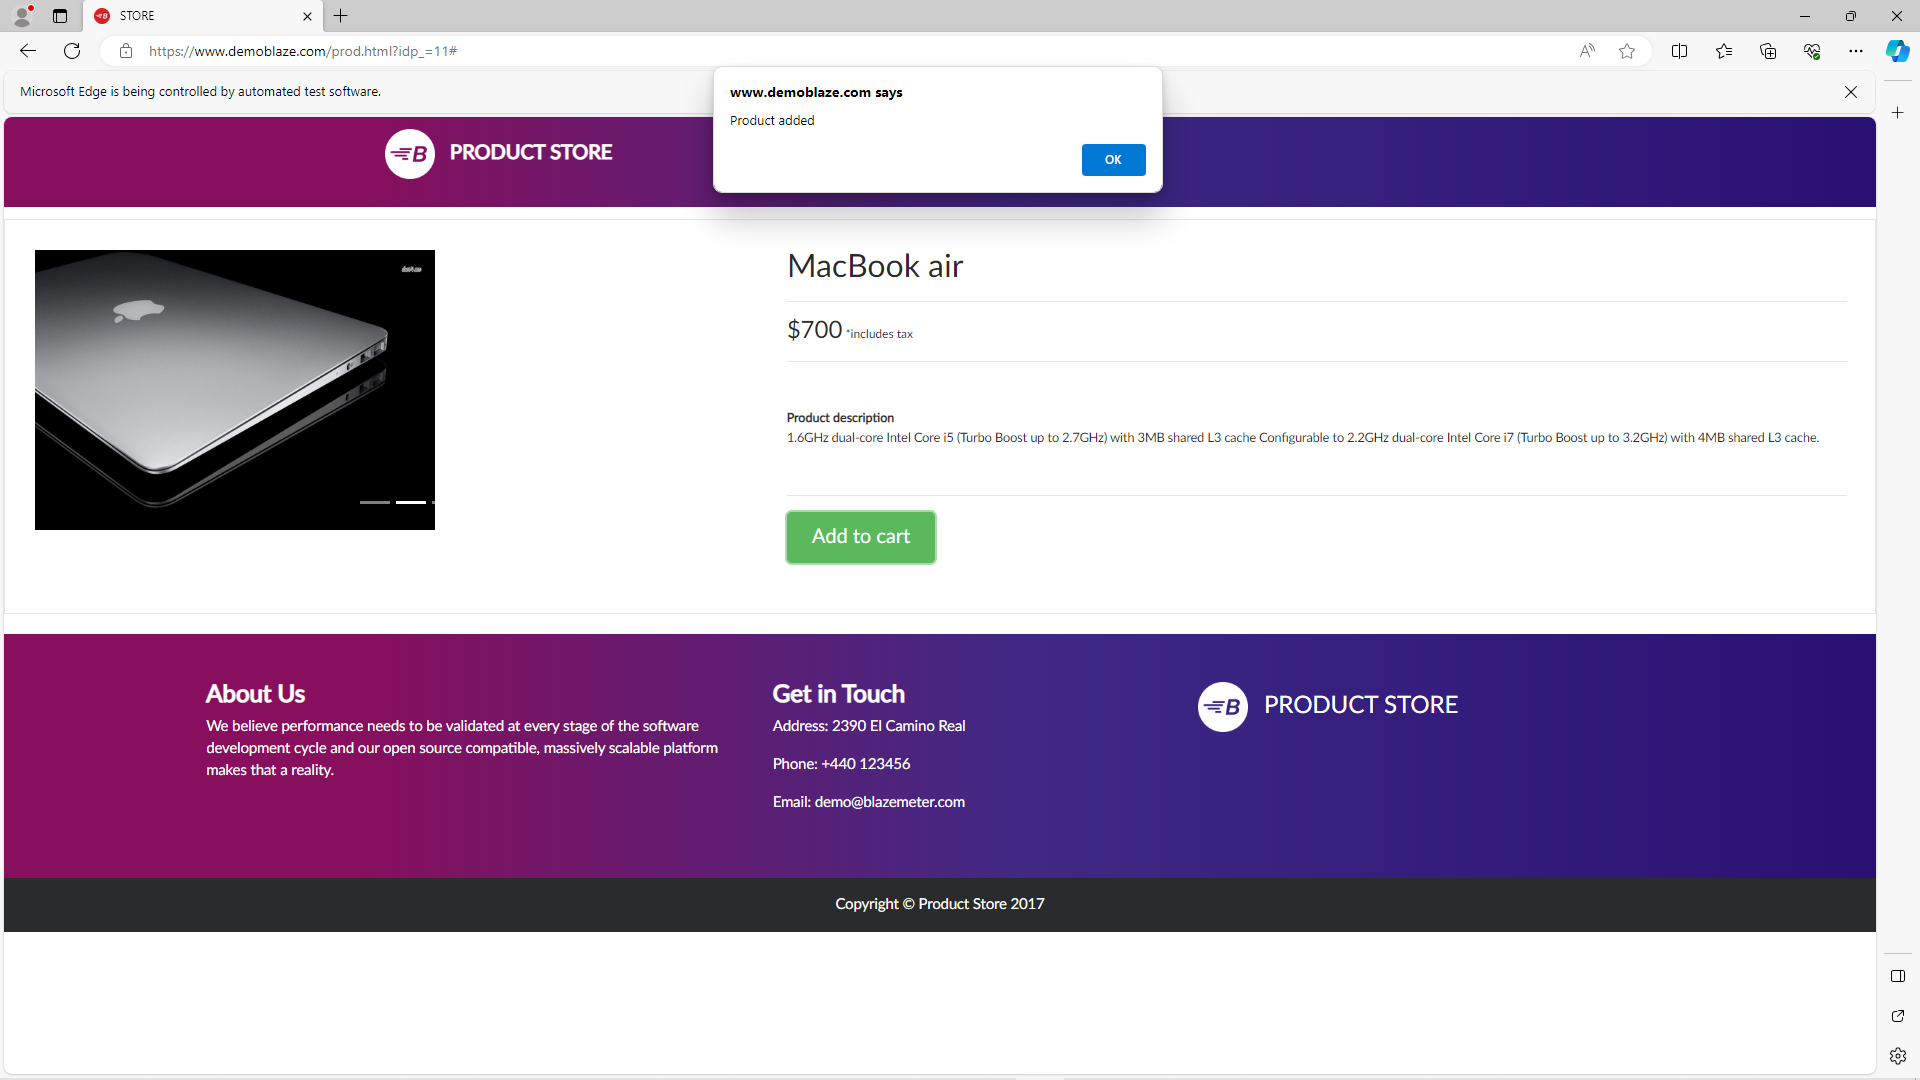 STORE
https://www.demoblaze.com/prod.html?idp_=11#
Microsoft Edge is being controlled by automated test software.
www.demoblaze.com says
Product added
OK
PRODUCT STORE
MacBook air
$700 *includes tax
Product description
1.6GHz dual-core Intel Core i5 (Turbo Boost up to 2.7GHz) with 3MB shared L3 cache Configurable to 2.2GHz dual-core Intel Core i7 (Turbo Boost up to 3.2GHz) with 4MB shared L3 cache.
Add to cart
About Us
We believe performance needs to be validated at every stage of the software
development cycle and our open source compatible, massively scalable platform
makes that a reality.
Get in Touch
Address: 2390 El Camino Real
Phone: +440 123456
Email: demo@blazemeter.com
PRODUCT STORE
Copyright © Product Store 2017